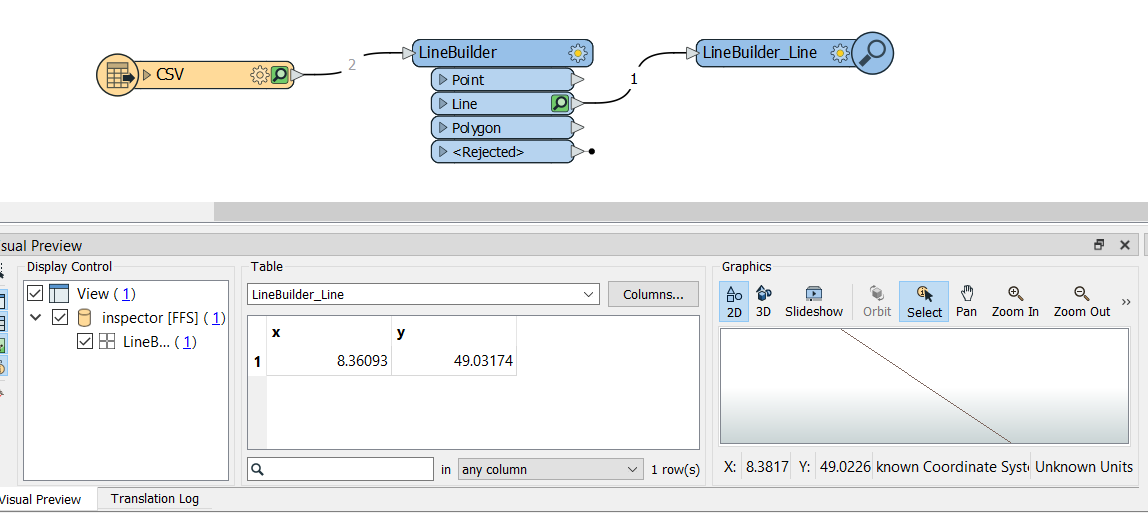 CSV
2
LineBuilder
Point
Line
Polygon
<Rejected>
1
LineBuilder_Line
sual Preview
Display Control
View (1)
inspector [FFS] (1)
LineB... (1)
Table
LineBuilder_Line
Columns...
x y
1 8.36093 49.03174
in any column 1 row(s)
Graphics
2D 3D Slideshow Orbit Select Pan Zoom In Zoom Out »
X: 8.3817 Y: 49.0226 known Coordinate Syst Unknown Units
Visual Preview Translation Log